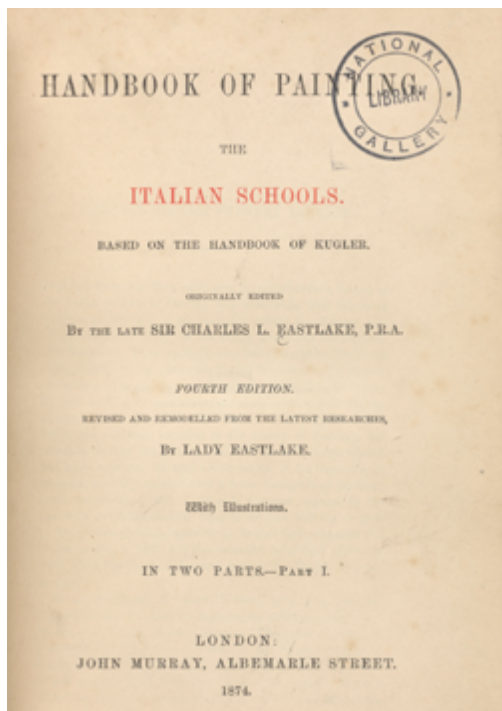 HANDBOOK OF PAINTING.
THE
ITALIAN SCHOOLS.
BASED ON THE HANDBOOK OF KUGLER.
ORIGINALLY EDITED
BY THE LATE SIR CHARLES L. EASTLAKE, P.R.A.
FOURTH EDITION.
REVISED AND REMODELLED FROM THE LATEST RESEARCHES,
BY LADY EASTLAKE.
With Illustrations.
IN TWO PARTS.—PART I.
LONDON:
JOHN MURRAY, ALBEMARLE STREET.
1874.
NATIONAL
LIBRARY
GALLERY